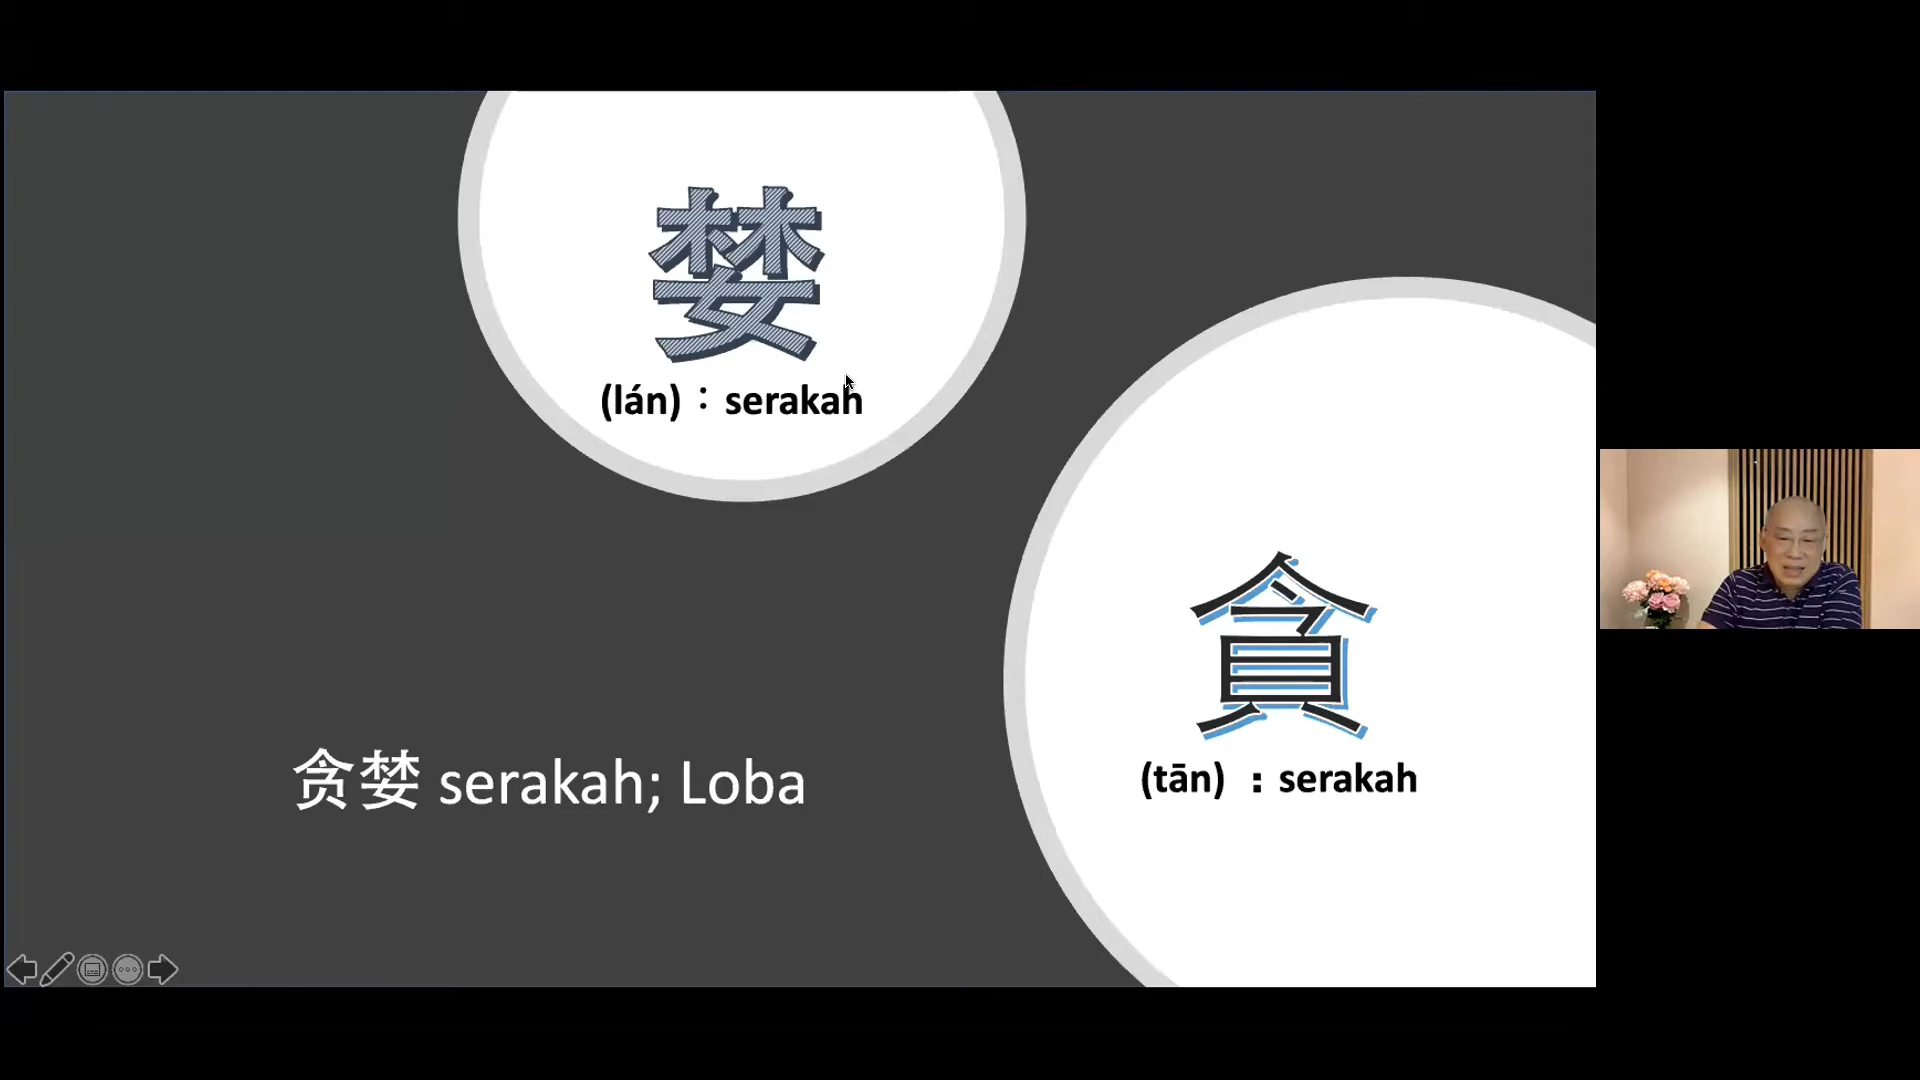 婪
(lán)：serakah
貪
(tān) : serakah
贪婪 serakah; Loba